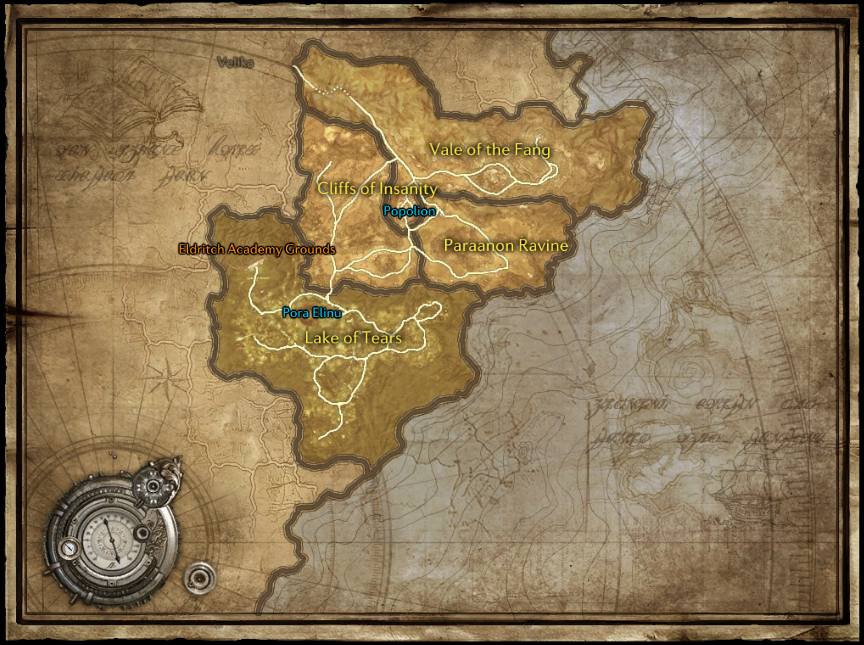 Velika
Vale of the Fang
Cliffs of Insanity
Popolion
Paraanon Ravine
Eldritch Academy Grounds
Pora Elinu
Lake of Tears